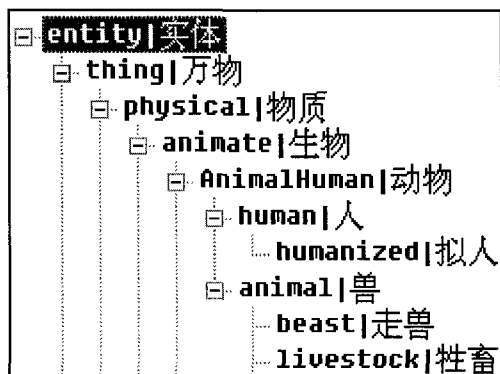 entity|实体
thing|万物
physical|物质
animate|生物
AnimalHuman|动物
human|人
humanized|拟人
animal|兽
beast|走兽
livestock|牲畜